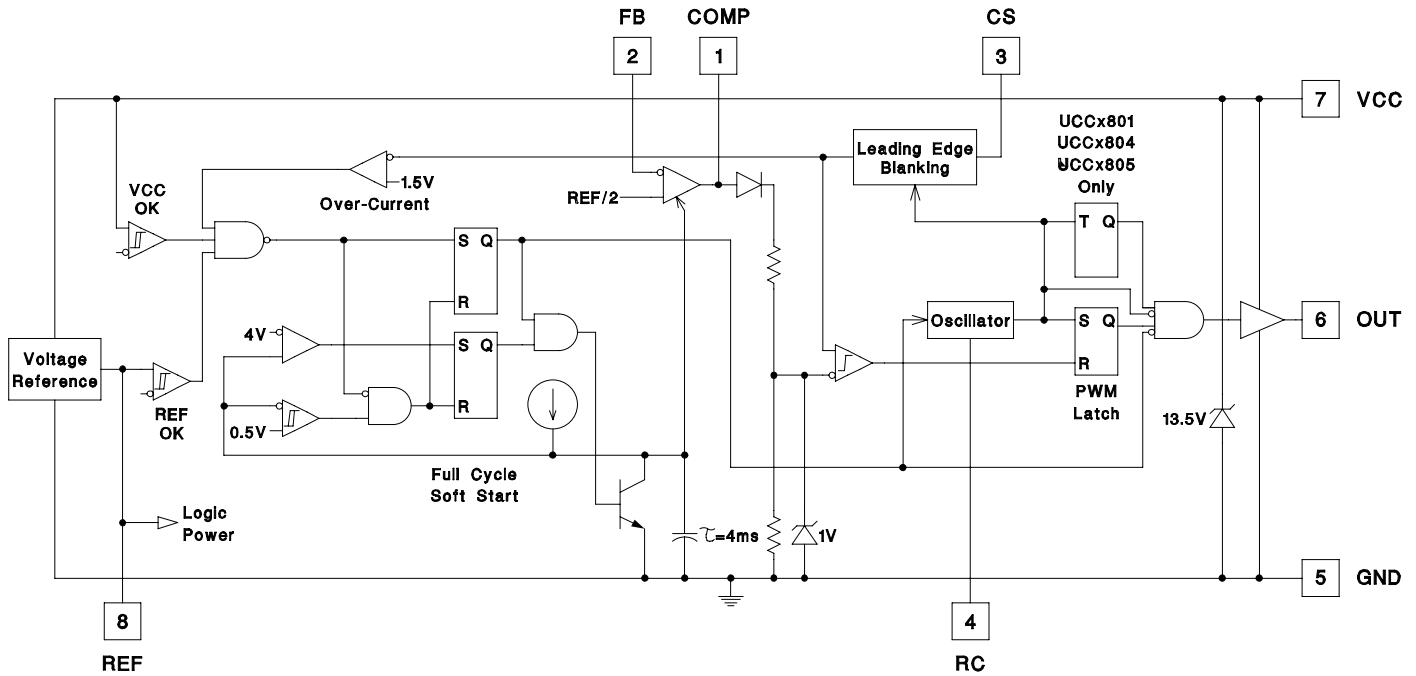 FB COMP CS
2 1 3
7 VCC
UCCx801
UCCx804
UCCx805
Only
Leading Edge
Blanking
1.5V
Over-Current
VCC
OK
REF/2
T Q
S Q
R
4V
S Q
R
Oscillator
S Q
R
PWM
Latch
6 OUT
Voltage
Reference
REF
OK
0.5V
13.5V
Full Cycle
Soft Start
Logic
Power
τ=4ms
1V
5 GND
8
REF
4
RC